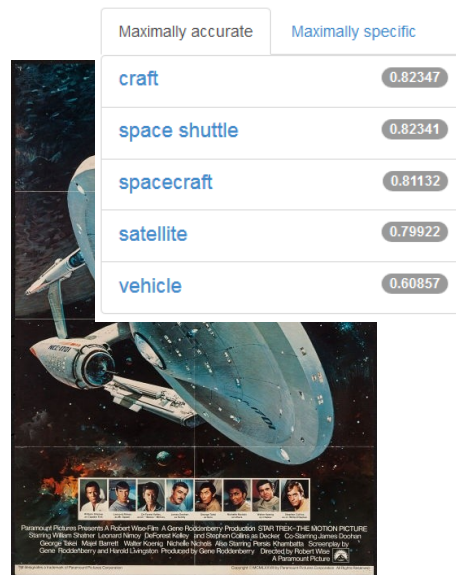 Maximally accurate Maximally specific
craft 0.82347
space shuttle 0.82341
spacecraft 0.81132
satellite 0.79922
vehicle 0.60857
NCC-1701
Paramount Pictures Presents A Robert Wise Film A Gene Roddenberry Production STAR TREK-THE MOTION PICTURE
Starring William Shatner Leonard Nimoy DeForest Kelley and Stephen Collins as Decker Co-Starring James Doohan
George Takei Majel Barrett Walter Koenig Nichelle Nichols Also Starring Persis Khambatta Screenplay by
Gene Roddenberry and Harold Livingston Produced by Gene Roddenberry Directed by Robert Wise
A Paramount Picture